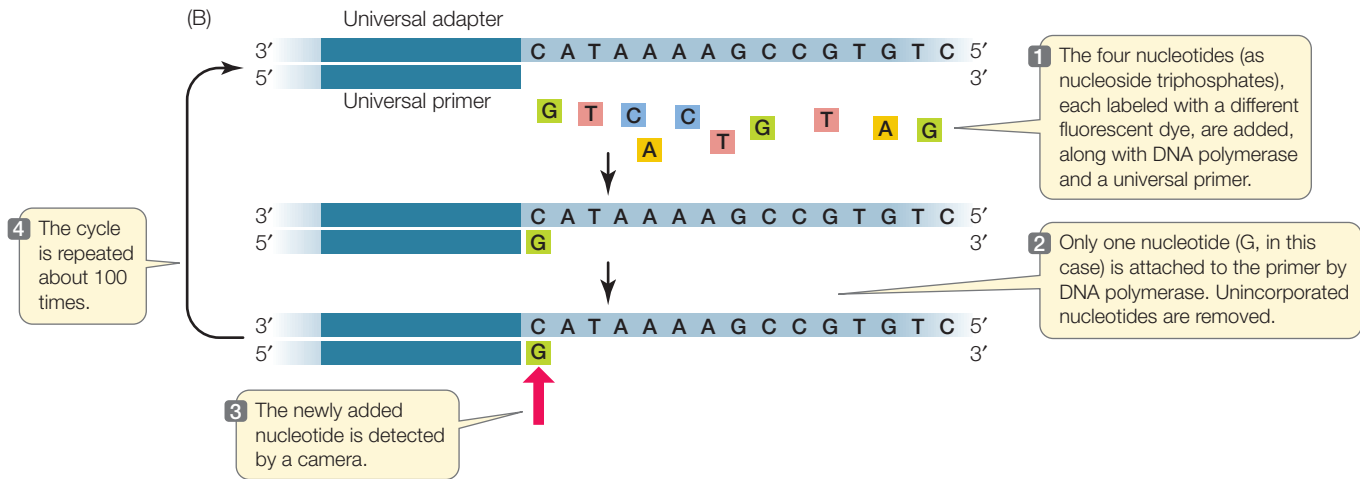 (B)
Universal adapter
3′ C A T A A A A G C C G T G T C 5′
5′ 3′
Universal primer
G T C C T A G
A T G
1 The four nucleotides (as
nucleoside triphosphates),
each labeled with a different
fluorescent dye, are added,
along with DNA polymerase
and a universal primer.
3′ C A T A A A A G C C G T G T C 5′
5′ G 3′
2 Only one nucleotide (G, in this
case) is attached to the primer by
DNA polymerase. Unincorporated
nucleotides are removed.
4 The cycle
is repeated
about 100
times.
3′ C A T A A A A G C C G T G T C 5′
5′ G 3′
3 The newly added
nucleotide is detected
by a camera.